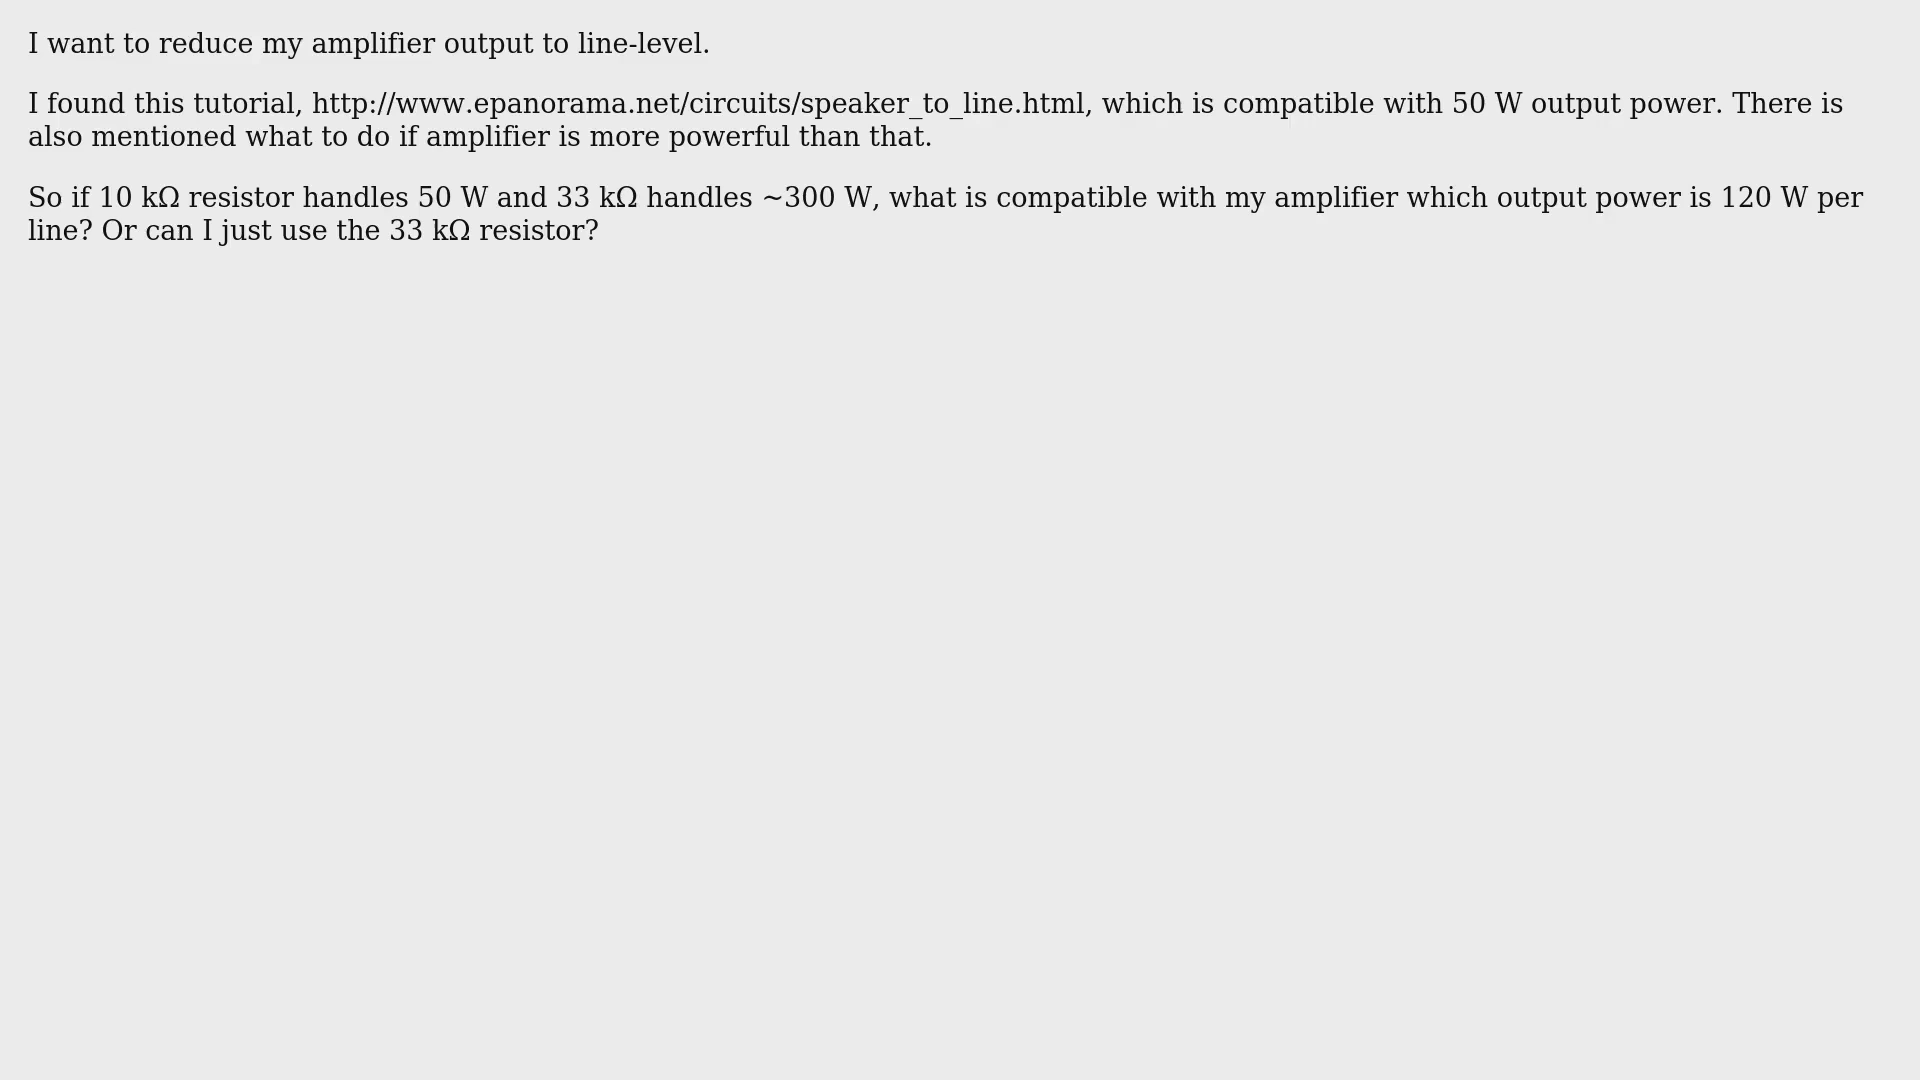 I want to reduce my amplifier output to line-level.
I found this tutorial, http://www.epanorama.net/circuits/speaker_to_line.html, which is compatible with 50 W output power. There is
also mentioned what to do if amplifier is more powerful than that.
So if 10 kΩ resistor handles 50 W and 33 kΩ handles ~300 W, what is compatible with my amplifier which output power is 120 W per
line? Or can I just use the 33 kΩ resistor?